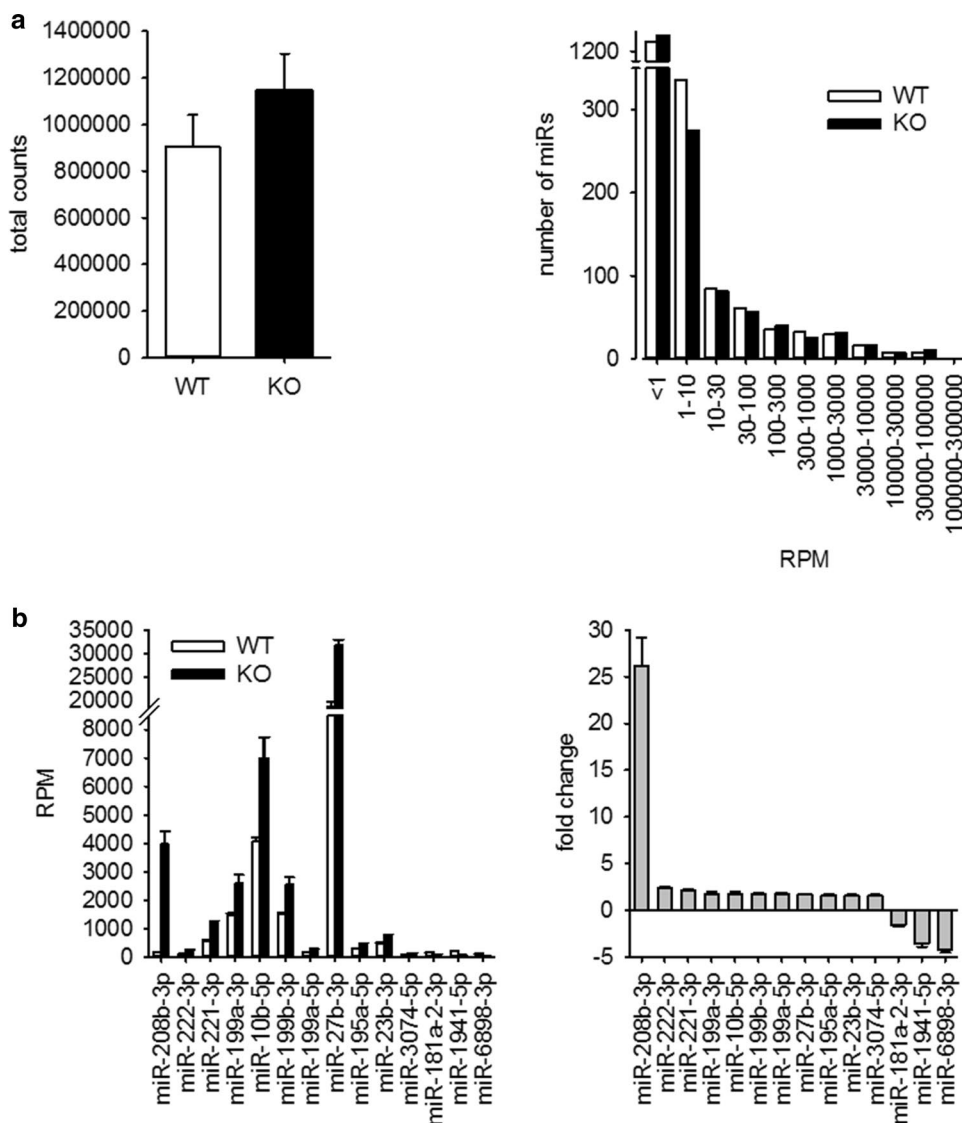 a
total counts
1400000
1200000
1000000
800000
600000
400000
200000
0
WT
KO
number of miRs
1200
300
200
100
0
WT
KO
<1
1-10
10-30
30-100
100-300
300-1000
1000-3000
3000-10000
10000-30000
30000-100000
100000-300000
RPM
b
RPM
35000
30000
25000
20000
8000
7000
6000
5000
4000
3000
2000
1000
0
WT
KO
miR-208b-3p
miR-222-3p
miR-221-3p
miR-199a-3p
miR-10b-5p
miR-199b-3p
miR-199a-5p
miR-27b-3p
miR-195a-5p
miR-23b-3p
miR-3074-5p
miR-181a-2-3p
miR-1941-5p
miR-6898-3p
fold change
30
25
20
15
10
5
0
-5
miR-208b-3p
miR-222-3p
miR-221-3p
miR-199a-3p
miR-10b-5p
miR-199b-3p
miR-199a-5p
miR-27b-3p
miR-195a-5p
miR-23b-3p
miR-3074-5p
miR-181a-2-3p
miR-1941-5p
miR-6898-3p